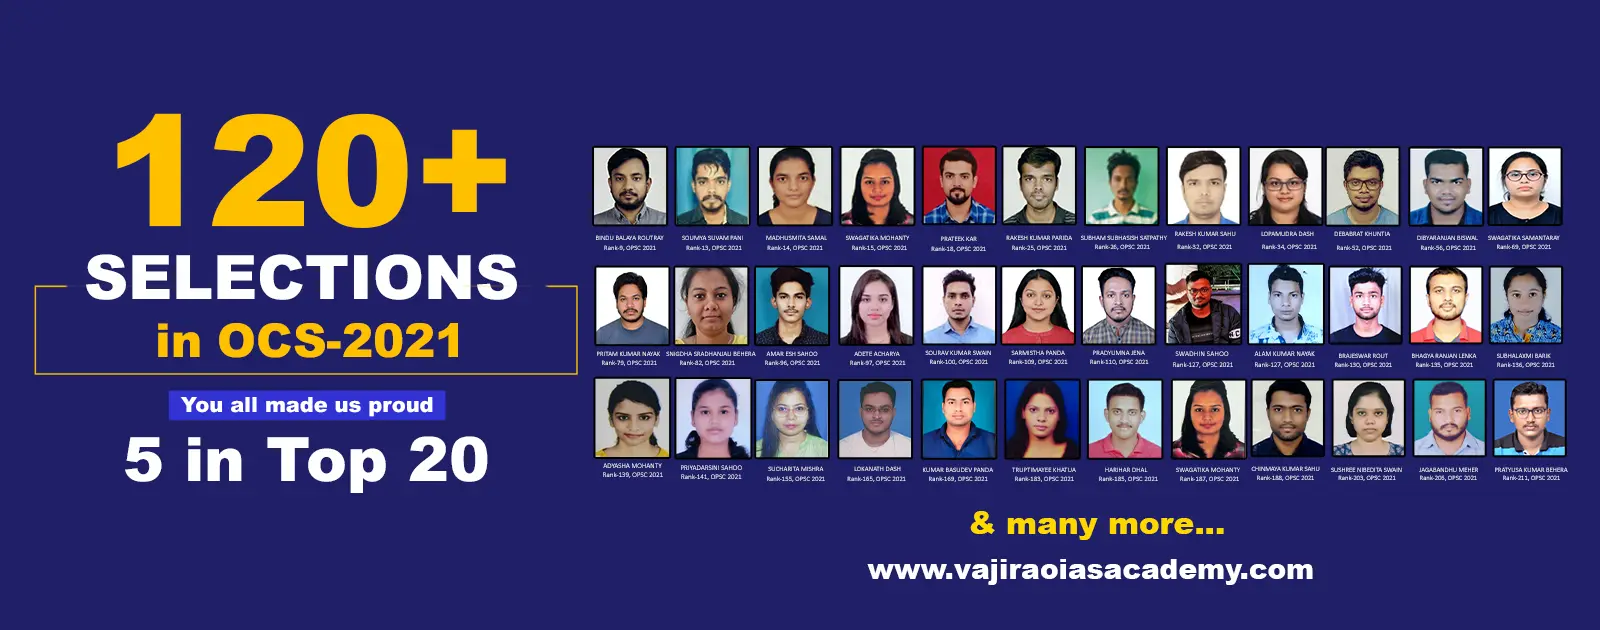 120+
SELECTIONS
in OCS-2021
You all made us proud
5 in Top 20
BINDU BALAYA ROUTRAY
Rank-9, OPSC 2021
SOUMYA SUVAM PANI
Rank-13, OPSC 2021
MADHUSMITA SAMAL
Rank-14, OPSC 2021
SWAGATIKA MOHANTY
Rank-15, OPSC 2021
PRATEEK KAR
Rank-18, OPSC 2021
RAKESH KUMAR PARIDA
Rank-25, OPSC 2021
SUBHAM SUBHASISH SATPATHY
Rank-26, OPSC 2021
RAKESH KUMAR SAHU
Rank-32, OPSC 2021
LOPAMUDRA DASH
Rank-34, OPSC 2021
DEBABRAT KHUNTIA
Rank-52, OPSC 2021
DIBYARANJAN BISWAL
Rank-56, OPSC 2021
SWAGATIKA SAMANTARAY
Rank-69, OPSC 2021
PRITAM KUMAR NAYAK
Rank-79, OPSC 2021
SNIGDHA SRADHANJALI BEHERA
Rank-82, OPSC 2021
AMAR ESH SAHOO
Rank-96, OPSC 2021
ADETE ACHARYA
Rank-97, OPSC 2021
SOURAV KUMAR SWAIN
Rank-100, OPSC 2021
SARMISTHA PANDA
Rank-109, OPSC 2021
PRADYUMNA JENA
Rank-110, OPSC 2021
SWADHIN SAHOO
Rank-127, OPSC 2021
ALAM KUMAR NAYAK
Rank-127, OPSC 2021
BRAJESWAR ROUT
Rank-130, OPSC 2021
BHAGYA RANJAN LENKA
Rank-135, OPSC 2021
SUBHALAXMI BARIK
Rank-136, OPSC 2021
ADYASHA MOHANTY
Rank-139, OPSC 2021
PRIYADARSINI SAHOO
Rank-141, OPSC 2021
SUCHARITA MISHRA
Rank-155, OPSC 2021
LOKANATH DASH
Rank-165, OPSC 2021
KUMAR BASUDEV PANDA
Rank-169, OPSC 2021
TRUPTIMAYEE KHATUA
Rank-183, OPSC 2021
HARIHAR DHAL
Rank-185, OPSC 2021
SWAGATIKA MOHANTY
Rank-187, OPSC 2021
CHINMAYA KUMAR SAHU
Rank-188, OPSC 2021
SUSHREE NIBEDITA SWAIN
Rank-203, OPSC 2021
JAGABANDHU MEHER
Rank-206, OPSC 2021
PRATYUSA KUMAR BEHERA
Rank-211, OPSC 2021
& many more...
www.vajiraoiasacademy.com